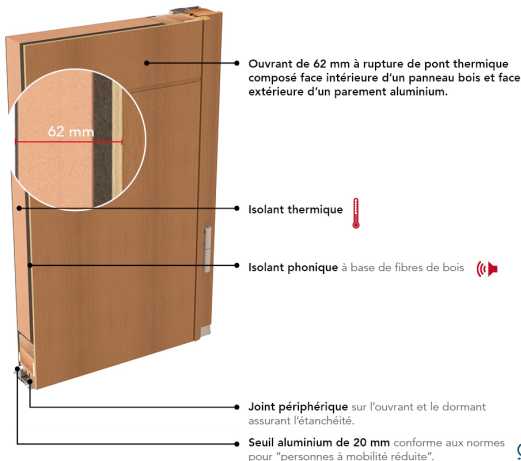 Ouvrant de 62 mm à rupture de pont thermique
composé face intérieure d'un panneau bois et face
extérieure d'un parement aluminium.
62 mm
Isolant thermique
Isolant phonique à base de fibres de bois
Joint périphérique sur l'ouvrant et le dormant
assurant l'étanchéité.
Seuil aluminium de 20 mm conforme aux normes
pour "personnes à mobilité réduite".